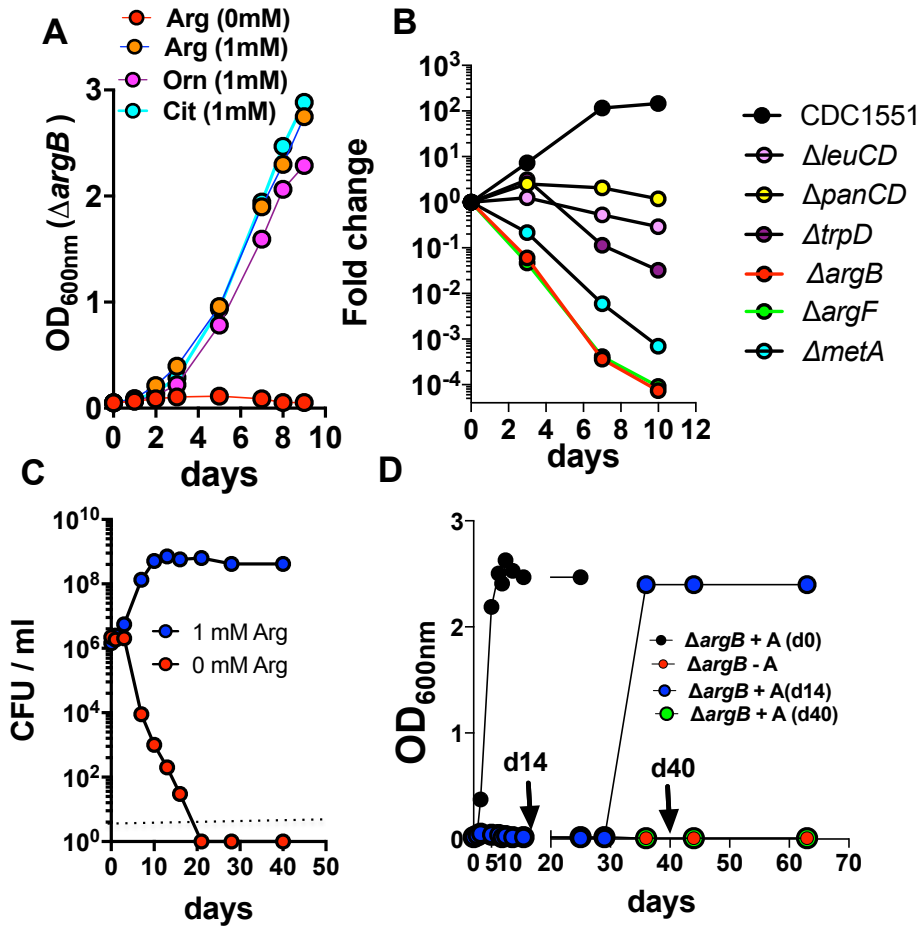 A
Arg (0mM)
Arg (1mM)
Orn (1mM)
Cit (1mM)
OD600nm (ΔargB)
3
2
1
0
0 2 4 6 8 10
days
B
Fold change
10³
10²
10¹
10⁰
10⁻¹
10⁻²
10⁻³
10⁻⁴
0 2 4 6 8 10 12
days
CDC1551
ΔleuCD
ΔpanCD
ΔtrpD
ΔargB
ΔargF
ΔmetA
C
CFU / ml
10¹⁰
10⁸
10⁶
10⁴
10²
10⁰
1 mM Arg
0 mM Arg
0 10 20 30 40 50
days
D
OD600nm
3
2
1
0
ΔargB + A (d0)
ΔargB - A
ΔargB + A(d14)
ΔargB + A (d40)
d14
d40
0 5 10 20 30 40 50 60 70
days